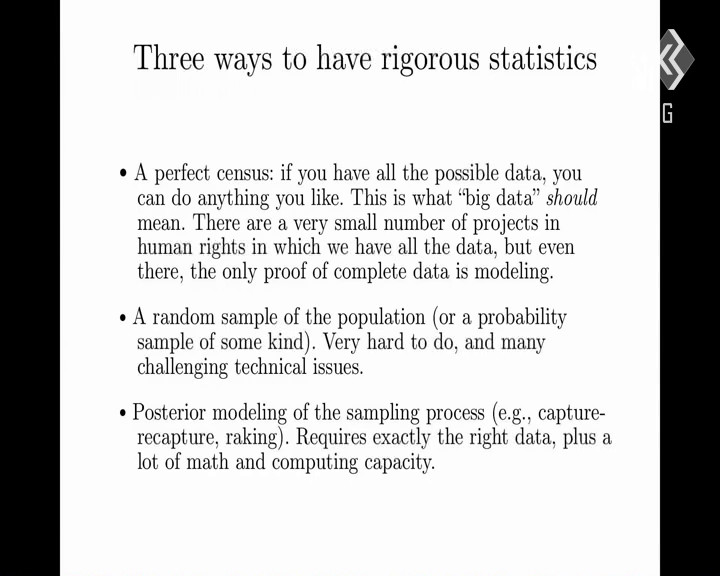 Three ways to have rigorous statistics
• A perfect census: if you have all the possible data, you
can do anything you like. This is what “big data” should
mean. There are a very small number of projects in
human rights in which we have all the data, but even
there, the only proof of complete data is modeling.
• A random sample of the population (or a probability
sample of some kind). Very hard to do, and many
challenging technical issues.
• Posterior modeling of the sampling process (e.g., capture-
recapture, raking). Requires exactly the right data, plus a
lot of math and computing capacity.
G